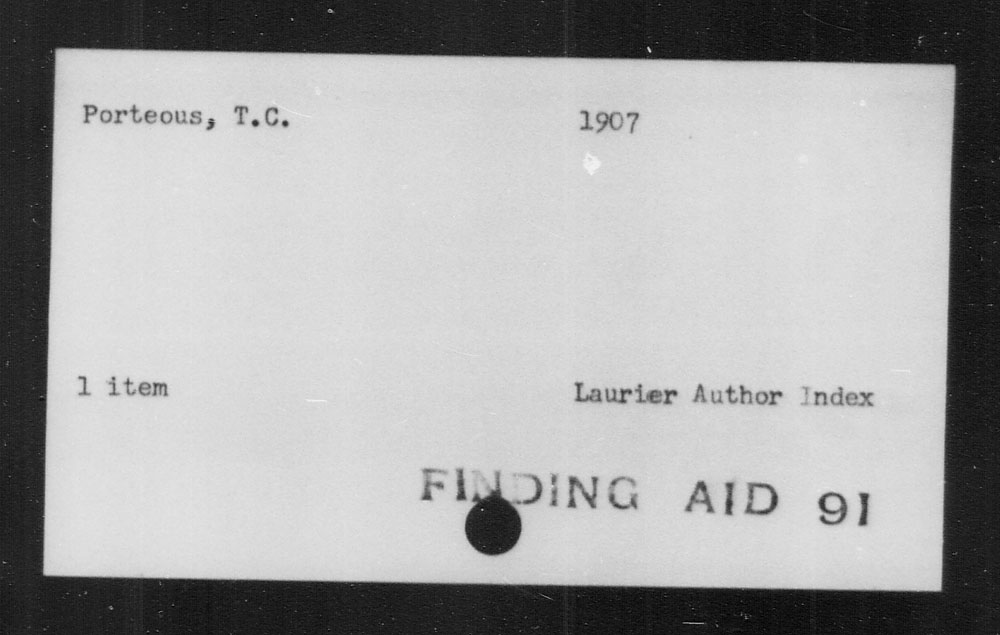 Porteous, T.C. 1907
1 item Laurier Author Index
FINDING AID 91